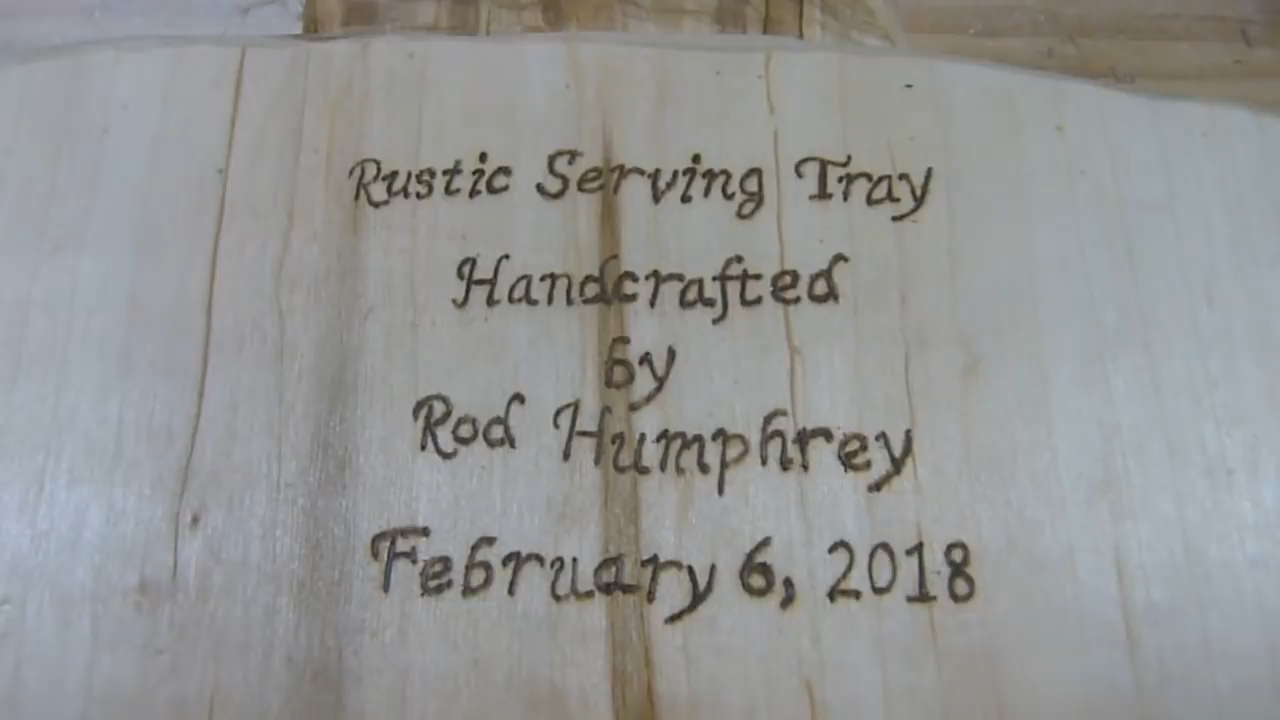 Rustic Serving Tray
Handcrafted
by
Rod Humphrey
February 6, 2018